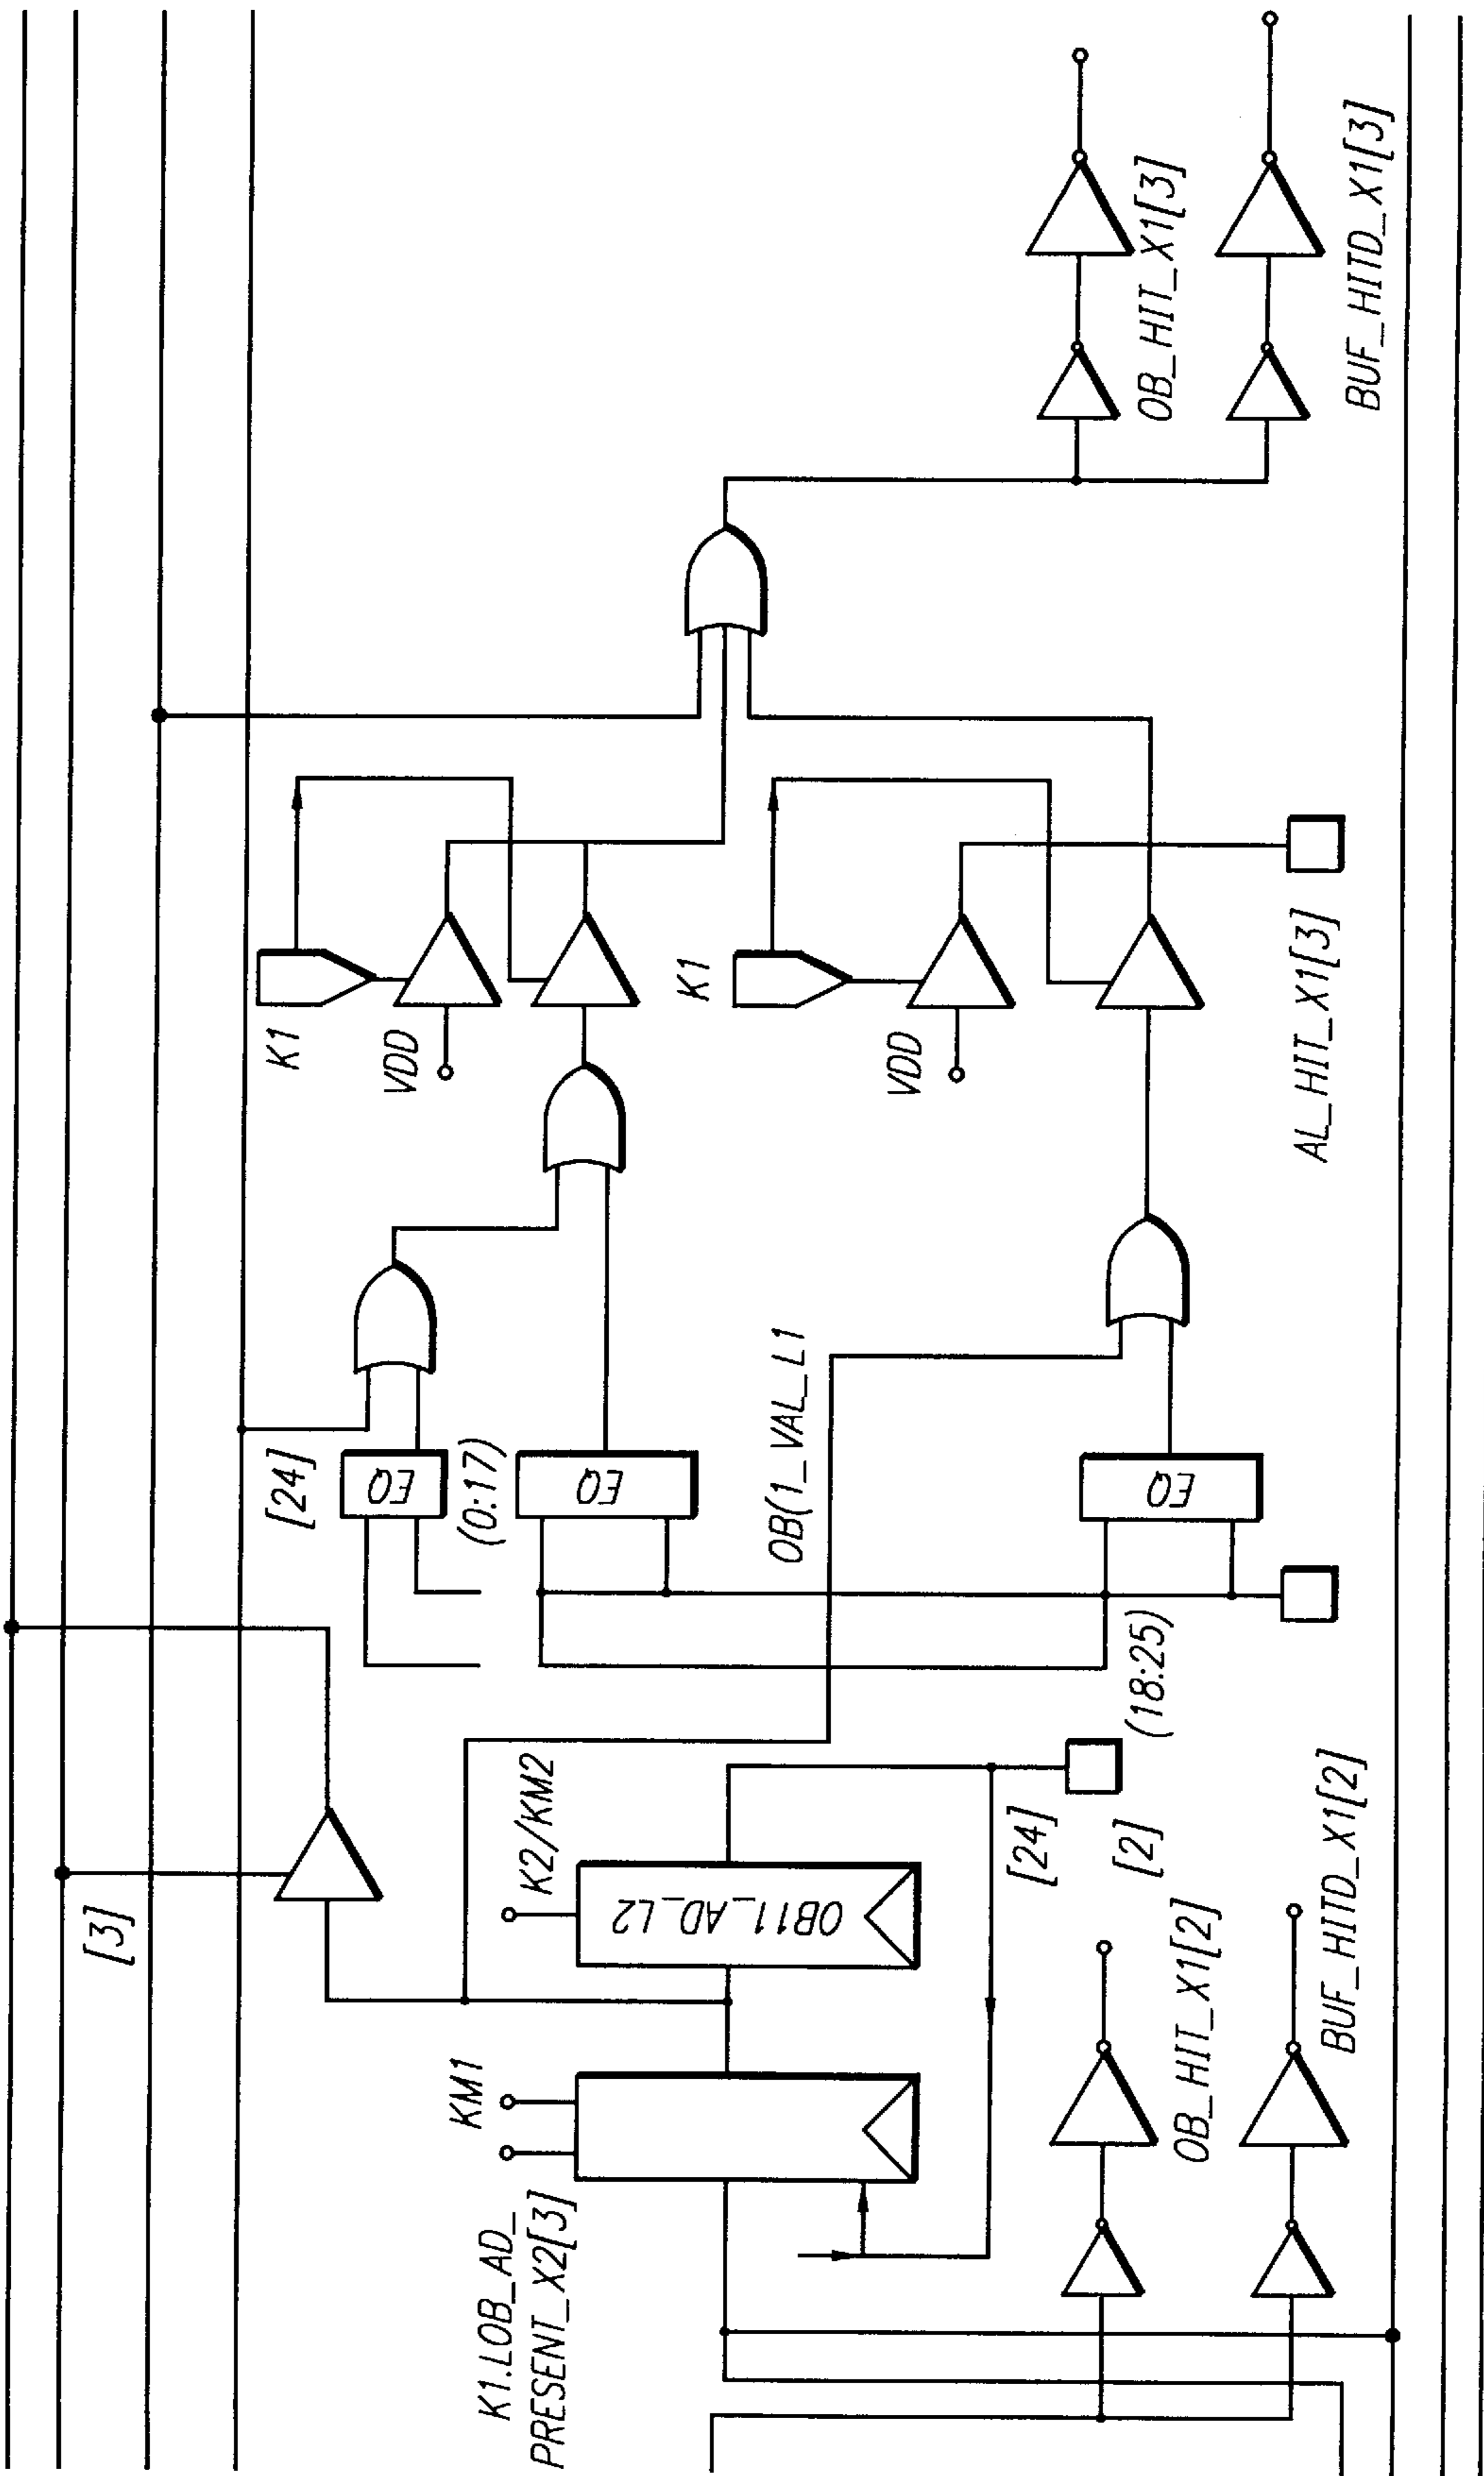 [3]
K1.LOB_AD_
PRESENT_X2[3]
KM1
K2/KM2
OB11_AD_L2
[24]
[2]
OB_HIT_X1[2]
BUF_HITD_X1[2]
[24]
EQ
(0:17)
EQ
OB(1_VAL_L1
EQ
(18:25)
K1
VDD
K1
VDD
AL_HIT_X1[3]
OB_HIT_X1[3]
BUF_HITD_X1[3]